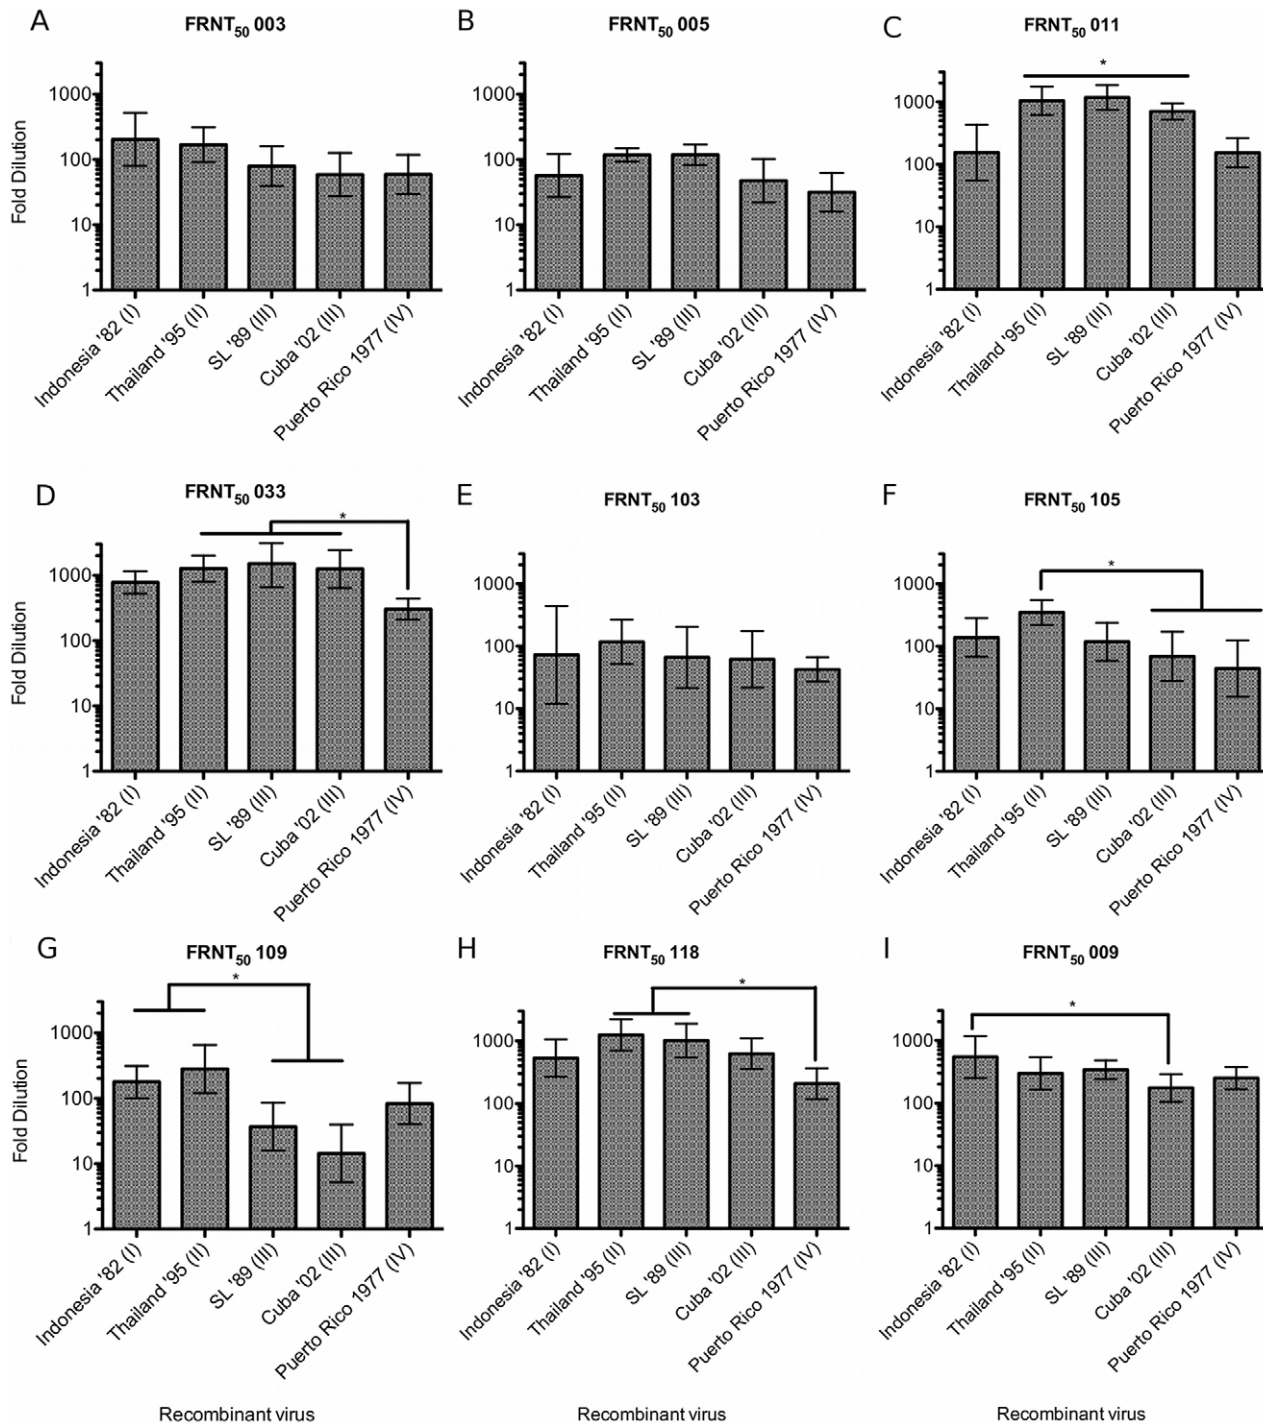 A
FRNT50 003
Fold Dilution
1000
100
10
1
Indonesia '82 (I)
Thailand '95 (II)
SL '89 (III)
Cuba '02 (III)
Puerto Rico 1977 (IV)
B
FRNT50 005
1000
100
10
1
Indonesia '82 (I)
Thailand '95 (II)
SL '89 (III)
Cuba '02 (III)
Puerto Rico 1977 (IV)
C
FRNT50 011
*
1000
100
10
1
Indonesia '82 (I)
Thailand '95 (II)
SL '89 (III)
Cuba '02 (III)
Puerto Rico 1977 (IV)
D
FRNT50 033
*
Fold Dilution
1000
100
10
1
Indonesia '82 (I)
Thailand '95 (II)
SL '89 (III)
Cuba '02 (III)
Puerto Rico 1977 (IV)
E
FRNT50 103
1000
100
10
1
Indonesia '82 (I)
Thailand '95 (II)
SL '89 (III)
Cuba '02 (III)
Puerto Rico 1977 (IV)
F
FRNT50 105
*
1000
100
10
1
Indonesia '82 (I)
Thailand '95 (II)
SL '89 (III)
Cuba '02 (III)
Puerto Rico 1977 (IV)
G
FRNT50 109
*
Fold Dilution
1000
100
10
1
Indonesia '82 (I)
Thailand '95 (II)
SL '89 (III)
Cuba '02 (III)
Puerto Rico 1977 (IV)
Recombinant virus
H
FRNT50 118
*
1000
100
10
1
Indonesia '82 (I)
Thailand '95 (II)
SL '89 (III)
Cuba '02 (III)
Puerto Rico 1977 (IV)
Recombinant virus
I
FRNT50 009
*
1000
100
10
1
Indonesia '82 (I)
Thailand '95 (II)
SL '89 (III)
Cuba '02 (III)
Puerto Rico 1977 (IV)
Recombinant virus